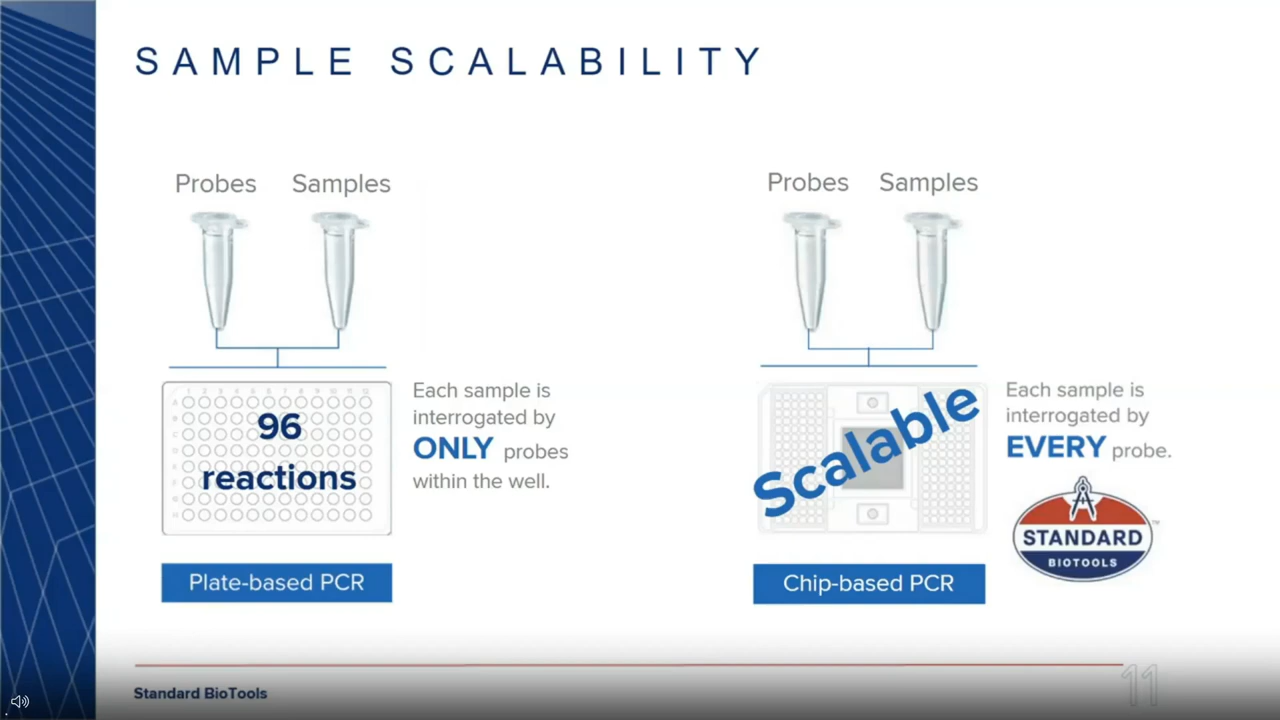 SAMPLE SCALABILITY
Probes Samples
96
reactions
Each sample is
interrogated by
ONLY probes
within the well.
Plate-based PCR
Probes Samples
Scalable
Each sample is
interrogated by
EVERY probe.
STANDARD
BIOTOOLS
™
Chip-based PCR
Standard BioTools
11